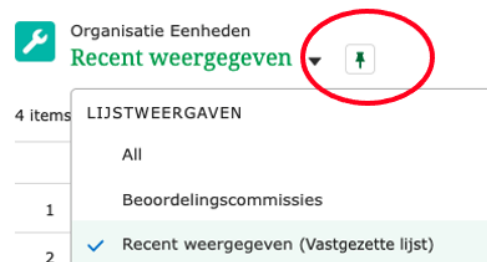 Organisatie Eenheden
Recent weergegeven
4 items
LIJSTWEERGAVEN
All
Beoordelingscommissies
1
Recent weergegeven (Vastgezette lijst)
2